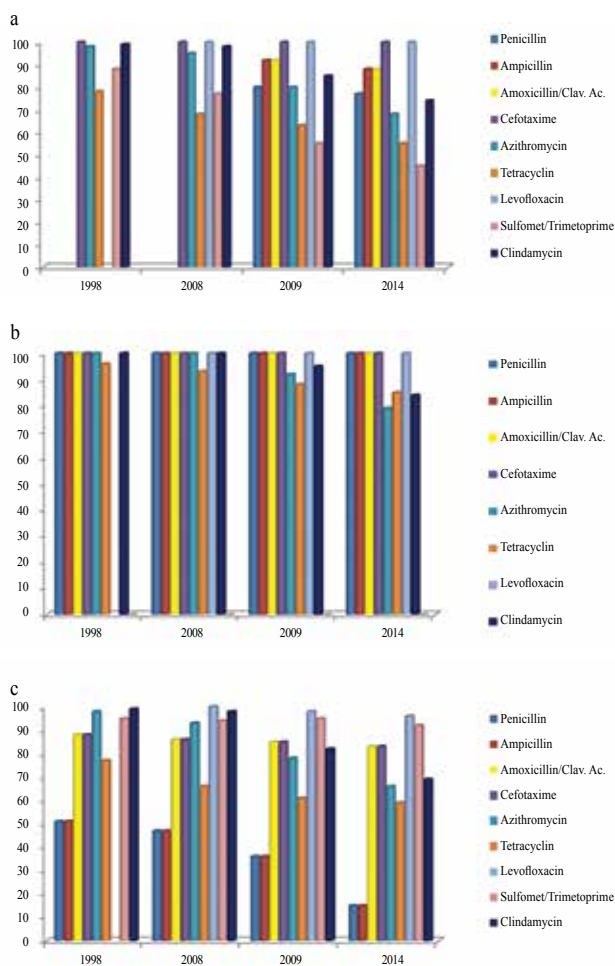 a
100
90
80
70
60
50
40
30
20
10
0
1998 2008 2009 2014
Penicillin
Ampicillin
Amoxicillin/Clav. Ac.
Cefotaxime
Azithromycin
Tetracyclin
Levofloxacin
Sulfomet/Trimetoprime
Clindamycin
b
100
90
80
70
60
50
40
30
20
10
0
1998 2008 2009 2014
Penicillin
Ampicillin
Amoxicillin/Clav. Ac.
Cefotaxime
Azithromycin
Tetracyclin
Levofloxacin
Clindamycin
c
100
90
80
70
60
50
40
30
20
10
0
1998 2008 2009 2014
Penicillin
Ampicillin
Amoxicillin/Clav. Ac.
Cefotaxime
Azithromycin
Tetracyclin
Levofloxacin
Sulfomet/Trimetoprime
Clindamycin